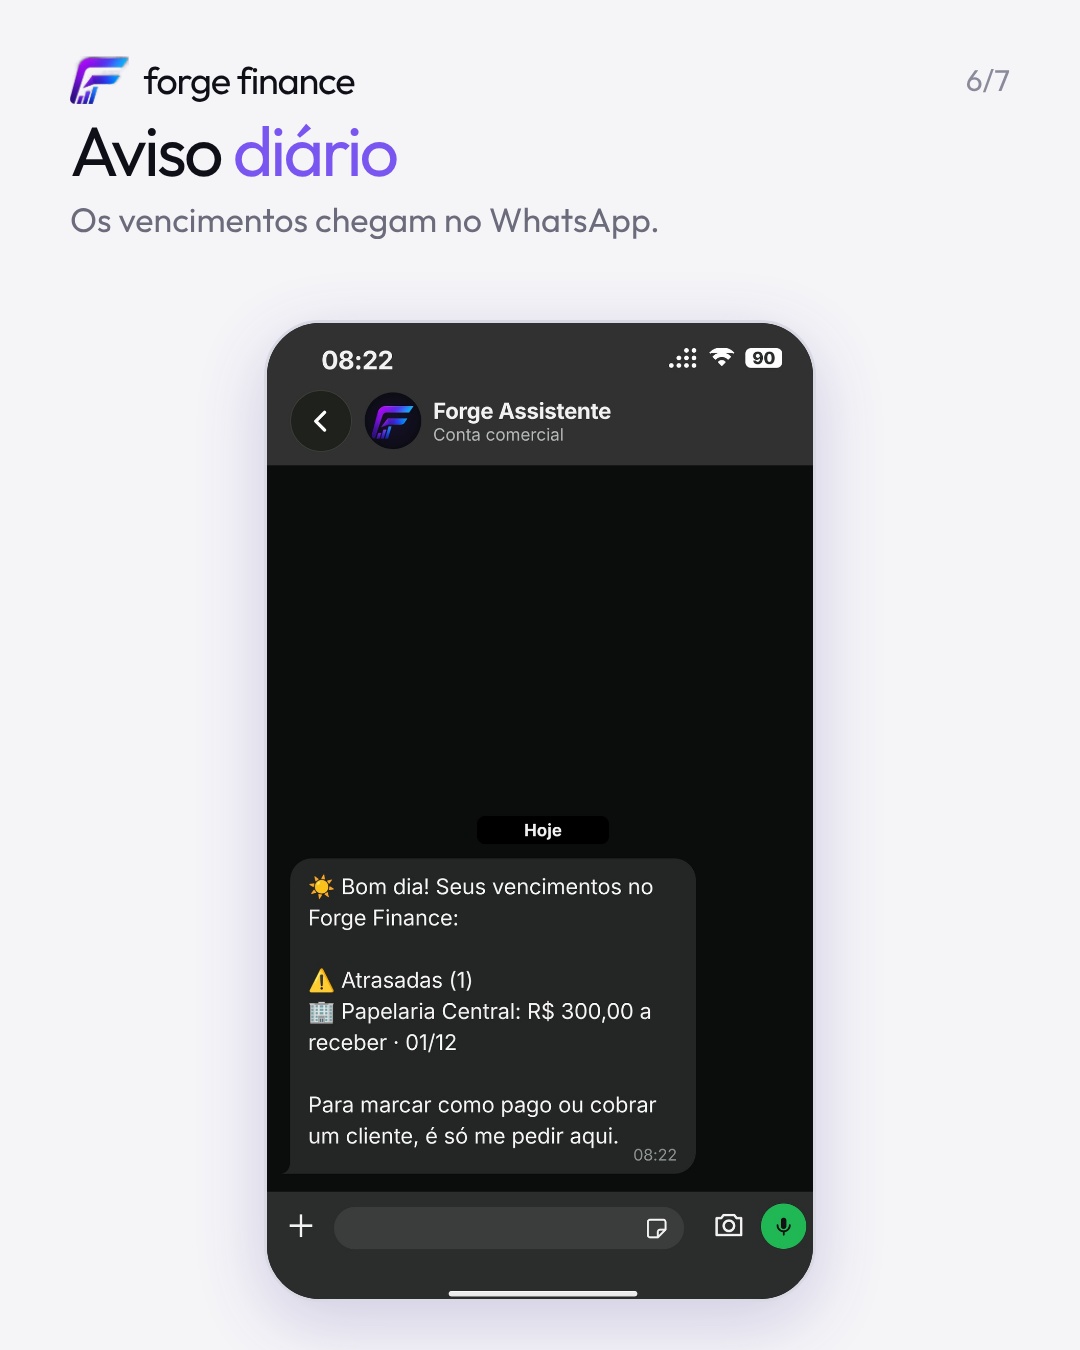 forge finance
6/7
Aviso diário
Os vencimentos chegam no WhatsApp.
08:22
90
Forge Assistente
Conta comercial
Hoje
☀️ Bom dia! Seus vencimentos no
Forge Finance:
⚠️ Atrasadas (1)
🏢 Papelaria Central: R$ 300,00 a
receber · 01/12
Para marcar como pago ou cobrar
um cliente, é só me pedir aqui.
08:22